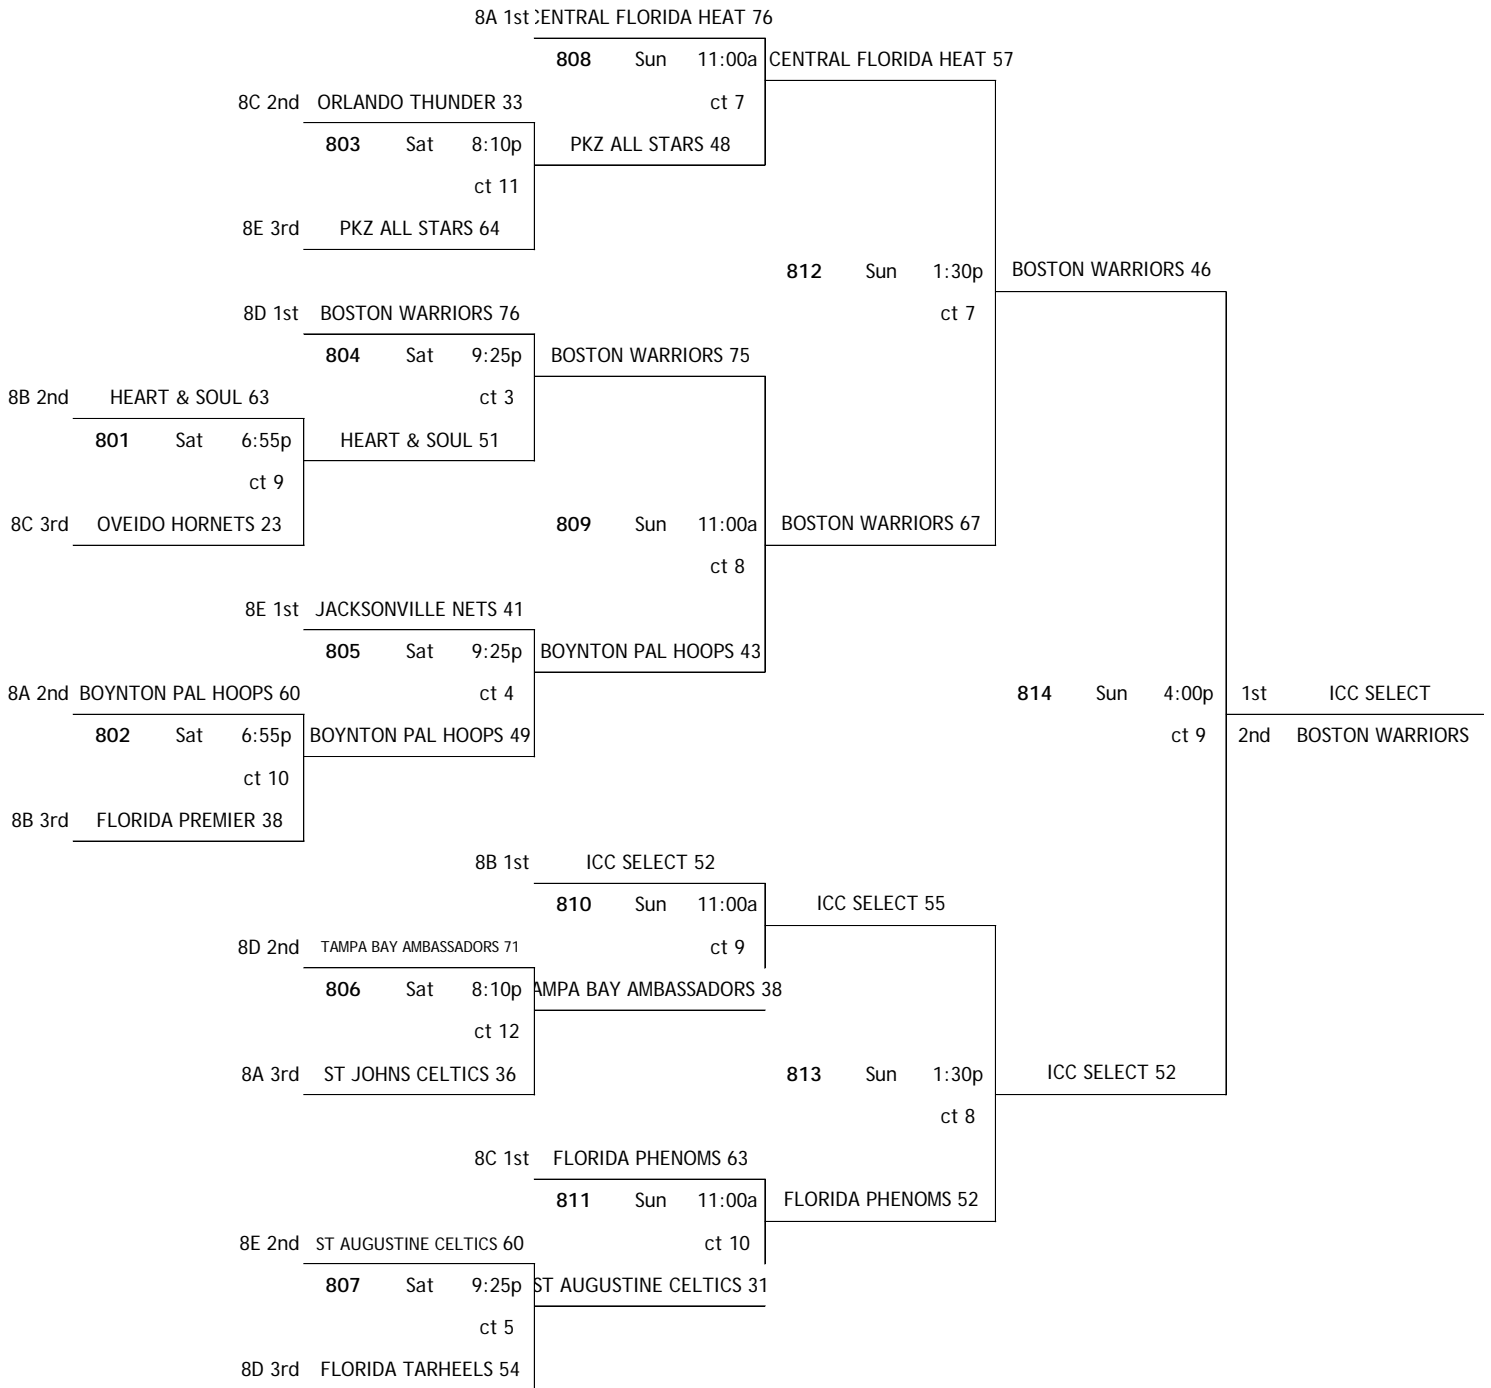 8A 1st CENTRAL FLORIDA HEAT 76
808 Sun 11:00a CENTRAL FLORIDA HEAT 57
8C 2nd ORLANDO THUNDER 33 ct 7
803 Sat 8:10p PKZ ALL STARS 48
ct 11
8E 3rd PKZ ALL STARS 64
812 Sun 1:30p BOSTON WARRIORS 46
8D 1st BOSTON WARRIORS 76 ct 7
804 Sat 9:25p BOSTON WARRIORS 75
8B 2nd HEART & SOUL 63 ct 3
801 Sat 6:55p HEART & SOUL 51
ct 9
8C 3rd OVEIDO HORNETS 23 809 Sun 11:00a BOSTON WARRIORS 67
ct 8
8E 1st JACKSONVILLE NETS 41
805 Sat 9:25p BOYNTON PAL HOOPS 43
8A 2nd BOYNTON PAL HOOPS 60 ct 4 814 Sun 4:00p 1st ICC SELECT
802 Sat 6:55p BOYNTON PAL HOOPS 49 ct 9 2nd BOSTON WARRIORS
ct 10
8B 3rd FLORIDA PREMIER 38
8B 1st ICC SELECT 52
810 Sun 11:00a ICC SELECT 55
8D 2nd TAMPA BAY AMBASSADORS 71 ct 9
806 Sat 8:10p AMPA BAY AMBASSADORS 38
ct 12
8A 3rd ST JOHNS CELTICS 36 813 Sun 1:30p ICC SELECT 52
ct 8
8C 1st FLORIDA PHENOMS 63
811 Sun 11:00a FLORIDA PHENOMS 52
8E 2nd ST AUGUSTINE CELTICS 60 ct 10
807 Sat 9:25p ST AUGUSTINE CELTICS 31
ct 5
8D 3rd FLORIDA TARHEELS 54